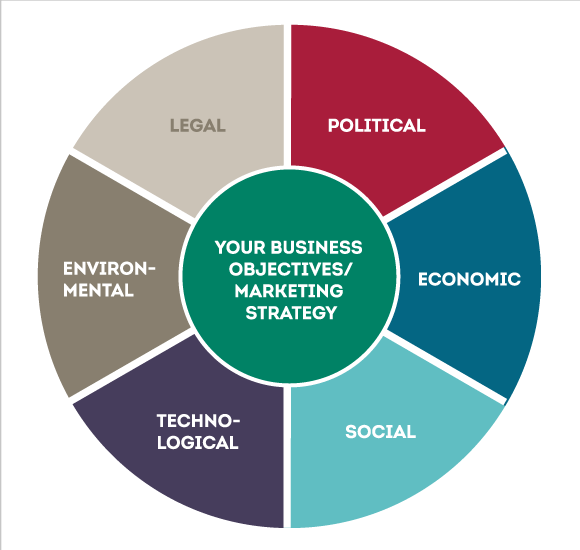 LEGAL
POLITICAL
YOUR BUSINESS
OBJECTIVES/
MARKETING
STRATEGY
ENVIRON-
MENTAL
ECONOMIC
TECHNO-
LOGICAL
SOCIAL